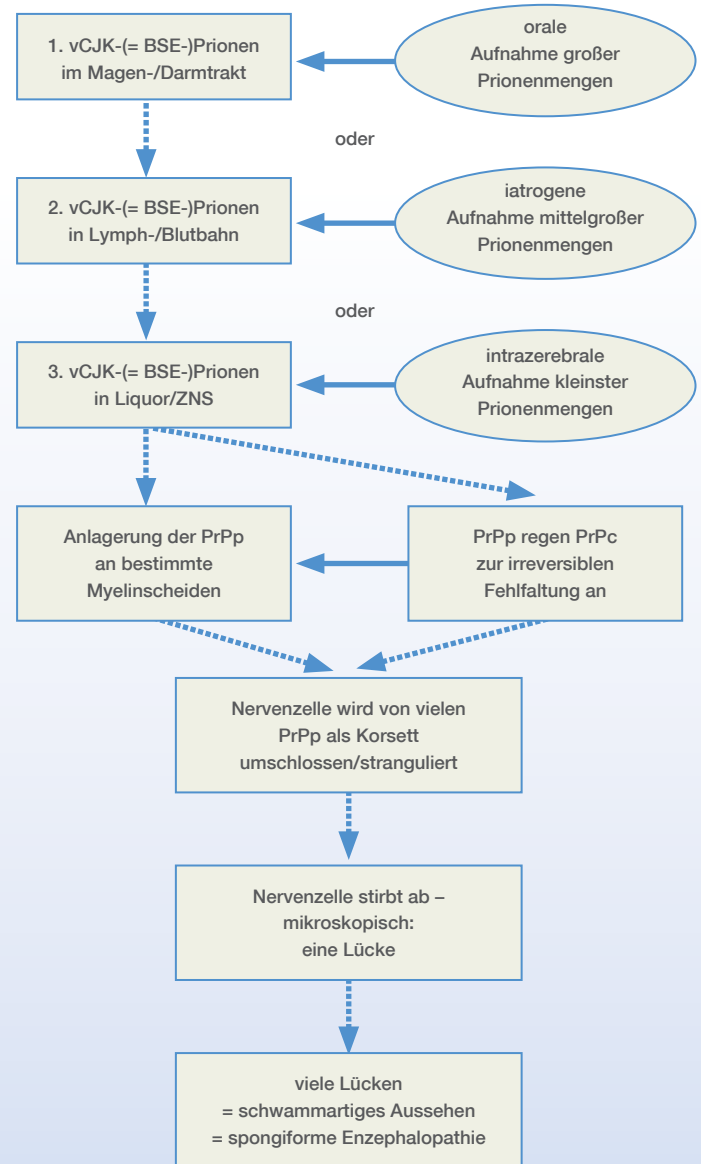 1. vCJK-(= BSE-)Prionen
im Magen-/Darmtrakt
orale
Aufnahme großer
Prionenmengen
oder
2. vCJK-(= BSE-)Prionen
in Lymph-/Blutbahn
iatrogene
Aufnahme mittelgroßer
Prionenmengen
oder
3. vCJK-(= BSE-)Prionen
in Liquor/ZNS
intrazerebrale
Aufnahme kleinster
Prionenmengen
Anlagerung der PrPp
an bestimmte
Myelinscheiden
PrPp regen PrPc
zur irreversiblen
Fehlfaltung an
Nervenzelle wird von vielen
PrPp als Korsett
umschlossen/stranguliert
Nervenzelle stirbt ab –
mikroskopisch:
eine Lücke
viele Lücken
= schwammartiges Aussehen
= spongiforme Enzephalopathie